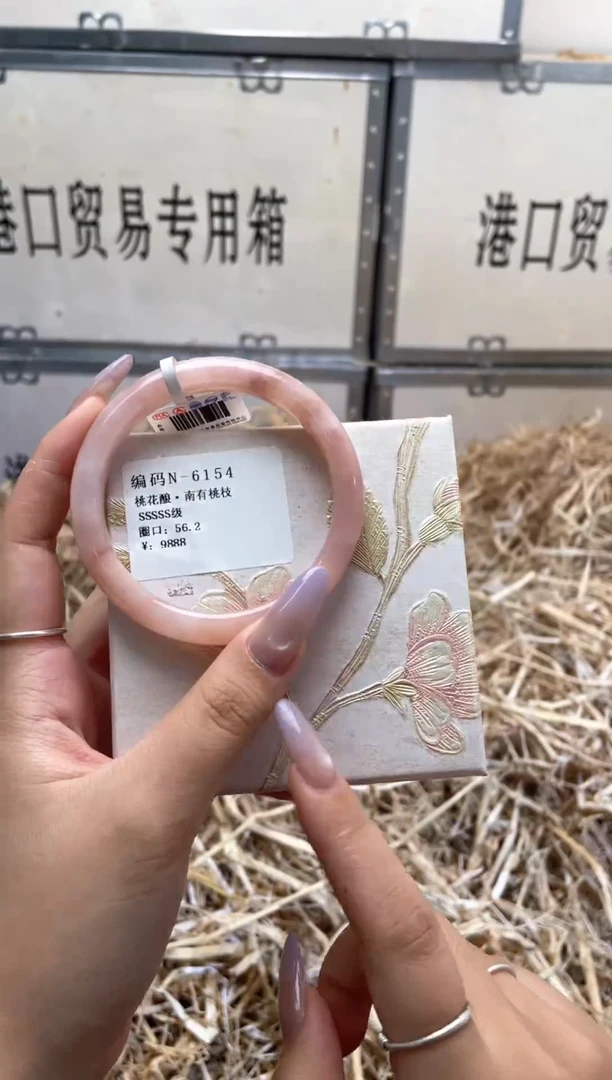 港口贸易专用箱
港口贸
编码N-6154
桃花酿·南有桃枝
SSSSS级
圈口：56.2
¥：9888